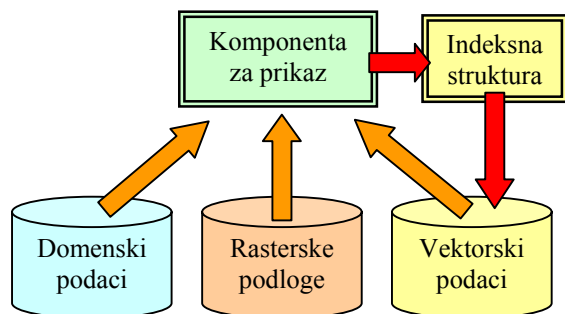 Komponenta
za prikaz
Indeksna
struktura
Domenski
podaci
Rasterske
podloge
Vektorski
podaci